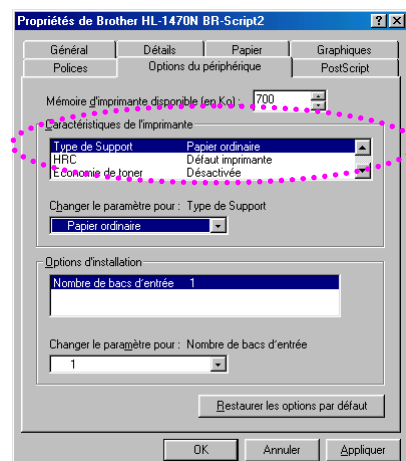 Propriétés de Brother HL-1470N BR-Script2
Général Détails Papier Graphiques
Polices Options du périphérique PostScript
Mémoire d'imprimante disponible (en Ko) : 700
Caractéristiques de l'imprimante
Type de Support Papier ordinaire
HRC Défaut imprimante
Economie de toner Désactivée
Changer le paramètre pour : Type de Support
Papier ordinaire
Options d'installation
Nombre de bacs d'entrée 1
Changer le paramètre pour : Nombre de bacs d'entrée
1
Restaurer les options par défaut
OK Annuler Appliquer